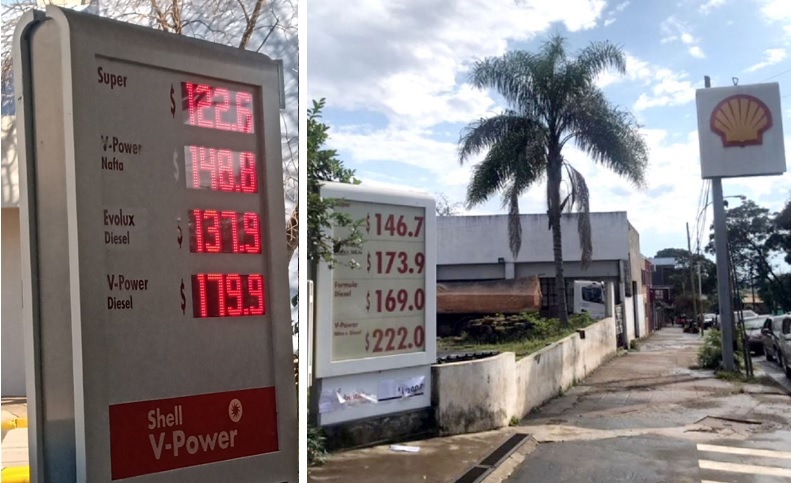 Super
$ 122.6
V-Power
Nafta
$ 148.8
Evolux
Diesel
$ 137.9
V-Power
Diesel
$ 179.9
Shell
V-Power
$ 146.7
$ 173.9
Formula
Diesel
$ 169.0
V-Power
Diesel
$ 222.0